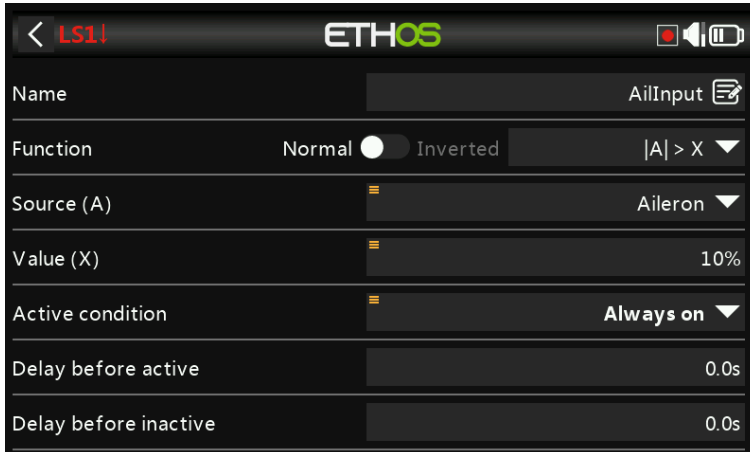 LS1↓ ETHOS
Name AilInput
Function Normal Inverted |A| > X
Source (A) Aileron
Value (X) 10%
Active condition Always on
Delay before active 0.0s
Delay before inactive 0.0s